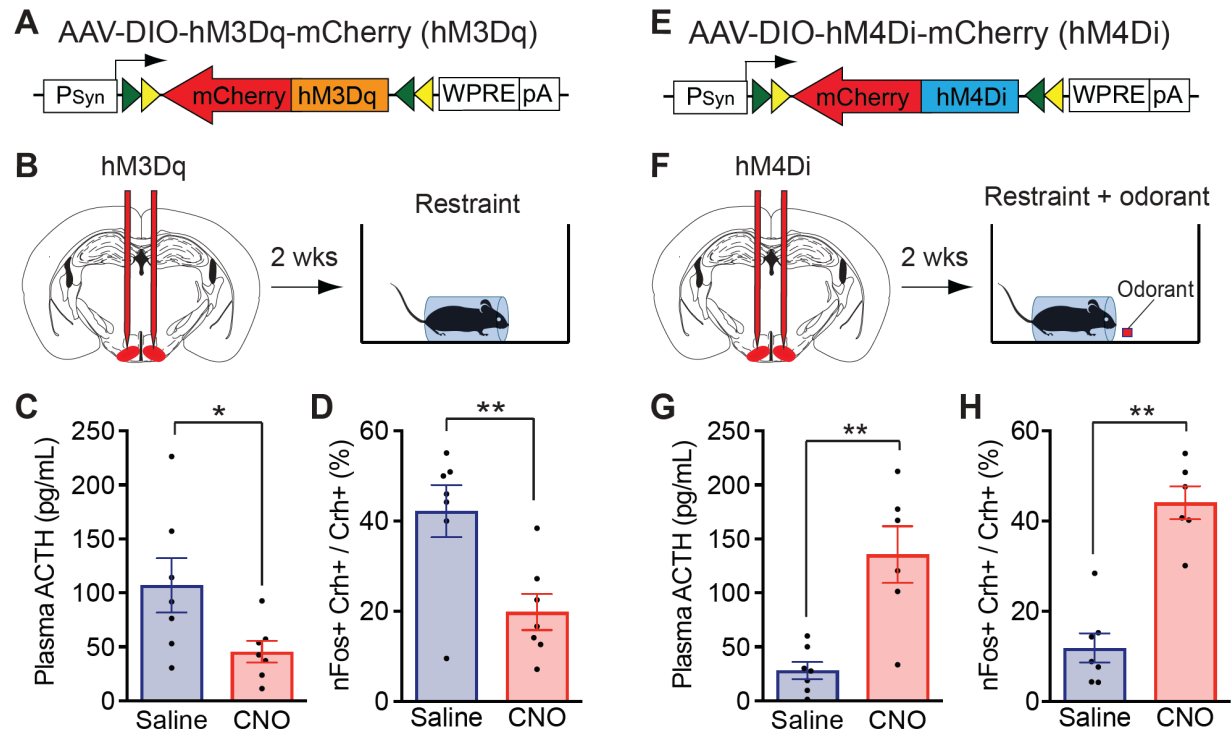 A
AAV-DIO-hM3Dq-mCherry (hM3Dq)
PSyn
mCherry
hM3Dq
WPRE
pA
B
hM3Dq
2 wks
Restraint
C
*
Plasma ACTH (pg/mL)
250
200
150
100
50
0
Saline
CNO
D
**
nFos+ Crh+ / Crh+ (%)
60
40
20
0
Saline
CNO
E
AAV-DIO-hM4Di-mCherry (hM4Di)
PSyn
mCherry
hM4Di
WPRE
pA
F
hM4Di
2 wks
Restraint + odorant
Odorant
G
**
Plasma ACTH (pg/mL)
250
200
150
100
50
0
Saline
CNO
H
**
nFos+ Crh+ / Crh+ (%)
60
40
20
0
Saline
CNO